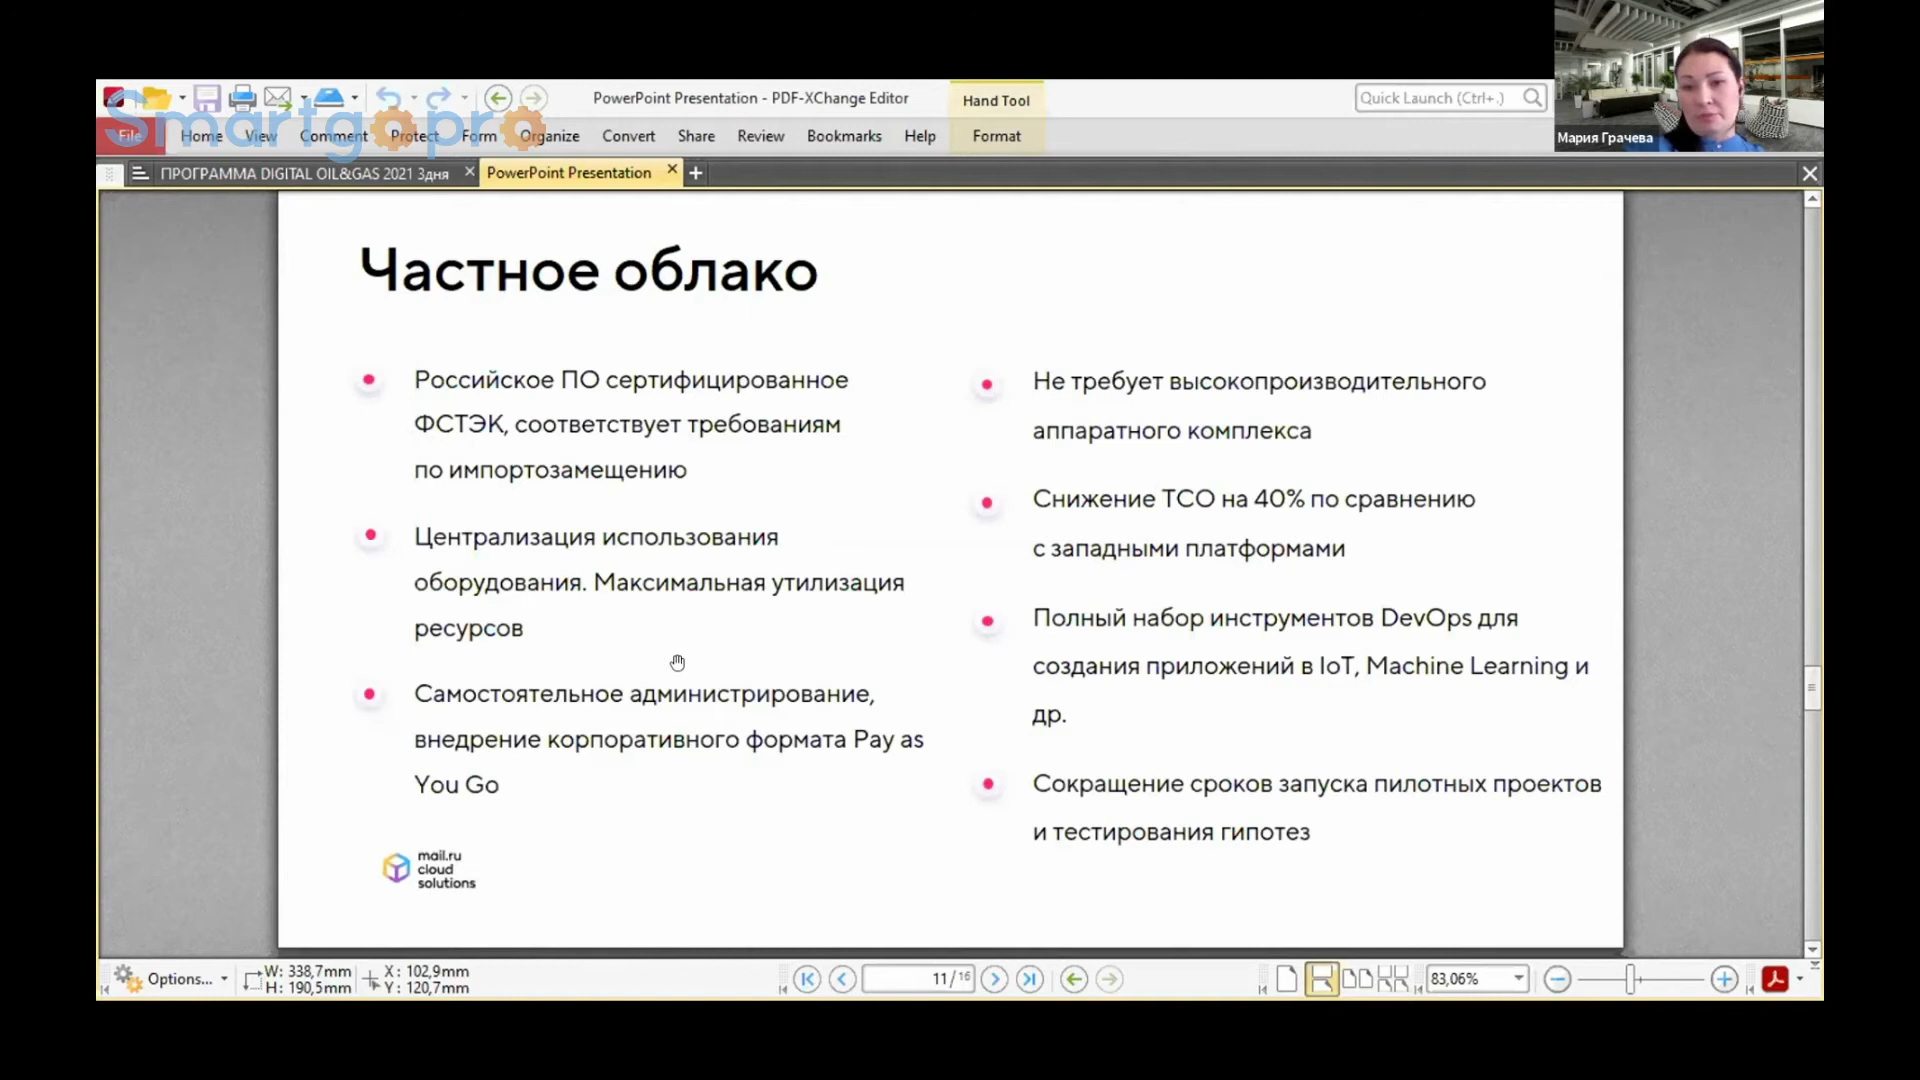 PowerPoint Presentation - PDF-XChange Editor
Hand Tool
Quick Launch (Ctrl+.)
Smartgopro
File Home View Comment Protect Form Organize Convert Share Review Bookmarks Help Format
Мария Грачева
ПРОГРАММА DIGITAL OIL&GAS 2021 3дня
PowerPoint Presentation
Частное облако
Российское ПО сертифицированное
ФСТЭК, соответствует требованиям
по импортозамещению
Централизация использования
оборудования. Максимальная утилизация
ресурсов
Самостоятельное администрирование,
внедрение корпоративного формата Pay as
You Go
Не требует высокопроизводительного
аппаратного комплекса
Снижение TCO на 40% по сравнению
с западными платформами
Полный набор инструментов DevOps для
создания приложений в IoT, Machine Learning и
др.
Сокращение сроков запуска пилотных проектов
и тестирования гипотез
mail.ru
cloud
solutions
Options...
W: 338,7mm
H: 190,5mm
X: 102,9mm
Y: 120,7mm
11/16
83,06%